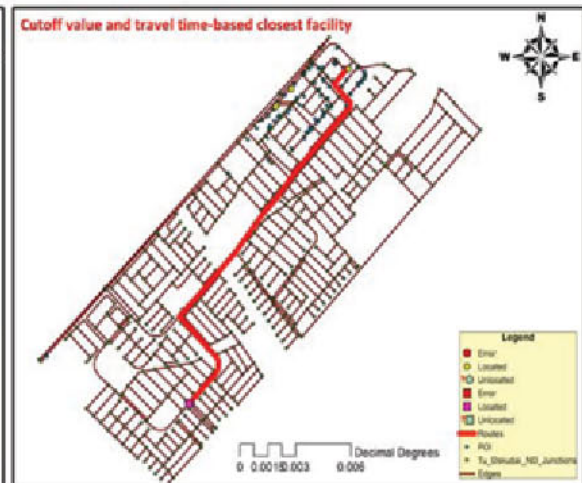 Cutoff value and travel time-based closest facility
N
W E
S
Legend
Error
Located
Unlocated
Error
Located
Unlocated
Routes
Edges
Decimal Degrees
0 0.0015 0.003 0.006